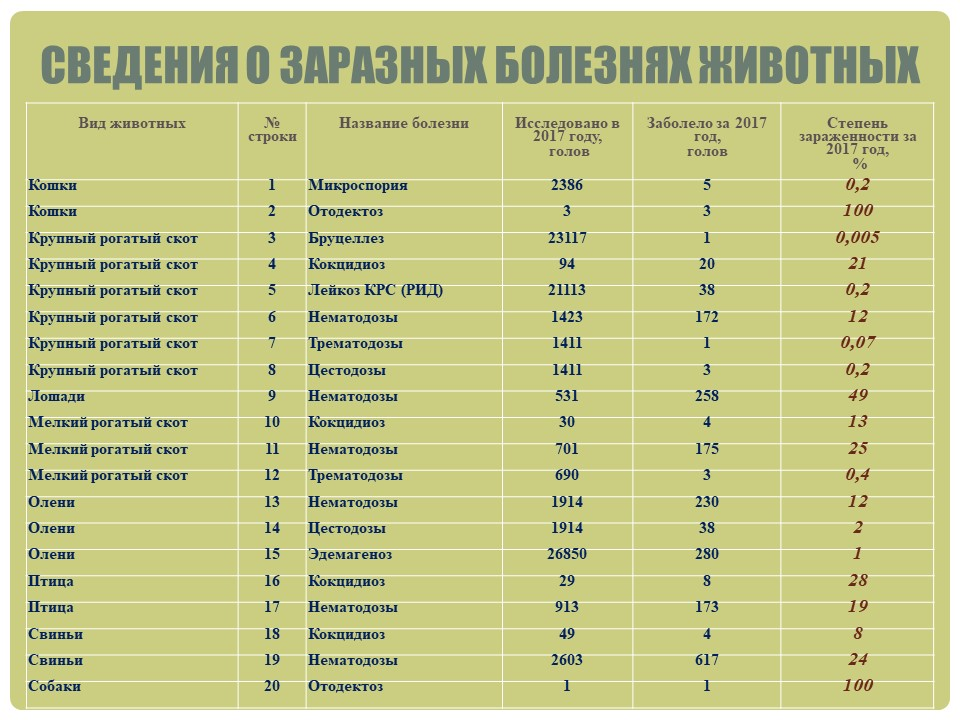 СВЕДЕНИЯ О ЗАРАЗНЫХ БОЛЕЗНЯХ ЖИВОТНЫХ
Вид животных № строки Название болезни Исследовано в 2017 году, голов Заболело за 2017 год, голов Степень зараженности за 2017 год, %
Кошки 1 Микроспория 2386 5 0,2
Кошки 2 Отодектоз 3 3 100
Крупный рогатый скот 3 Бруцеллез 23117 1 0,005
Крупный рогатый скот 4 Кокцидиоз 94 20 21
Крупный рогатый скот 5 Лейкоз КРС (РИД) 21113 38 0,2
Крупный рогатый скот 6 Нематодозы 1423 172 12
Крупный рогатый скот 7 Трематодозы 1411 1 0,07
Крупный рогатый скот 8 Цестодозы 1411 3 0,2
Лошади 9 Нематодозы 531 258 49
Мелкий рогатый скот 10 Кокцидиоз 30 4 13
Мелкий рогатый скот 11 Нематодозы 701 175 25
Мелкий рогатый скот 12 Трематодозы 690 3 0,4
Олени 13 Нематодозы 1914 230 12
Олени 14 Цестодозы 1914 38 2
Олени 15 Эдемагеноз 26850 280 1
Птица 16 Кокцидиоз 29 8 28
Птица 17 Нематодозы 913 173 19
Свиньи 18 Кокцидиоз 49 4 8
Свиньи 19 Нематодозы 2603 617 24
Собаки 20 Отодектоз 1 1 100